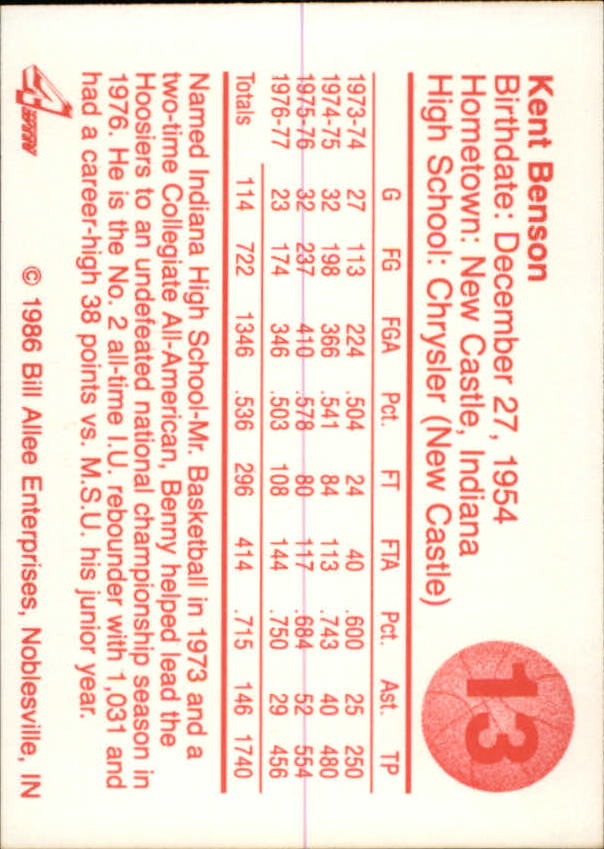 Kent Benson
Birthdate: December 27, 1954
Hometown: New Castle, Indiana
High School: Chrysler (New Castle)
13
G FG FGA Pct. FT FTA Pct. Ast. TP
1973-74 27 113 224 .504 24 40 .600 25 250
1974-75 32 198 366 .541 84 113 .743 40 480
1975-76 32 237 410 .578 80 117 .684 52 554
1976-77 23 174 346 .503 108 144 .750 29 456
Totals 114 722 1346 .536 296 414 .715 146 1740
Named Indiana High School-Mr. Basketball in 1973 and a
two-time Collegiate All-American, Benny helped lead the
Hoosiers to an undefeated national championship season in
1976. He is the No. 2 all-time I.U. rebounder with 1,031 and
had a career-high 38 points vs. M.S.U. his junior year.
© 1986 Bill Allee Enterprises, Noblesville, IN